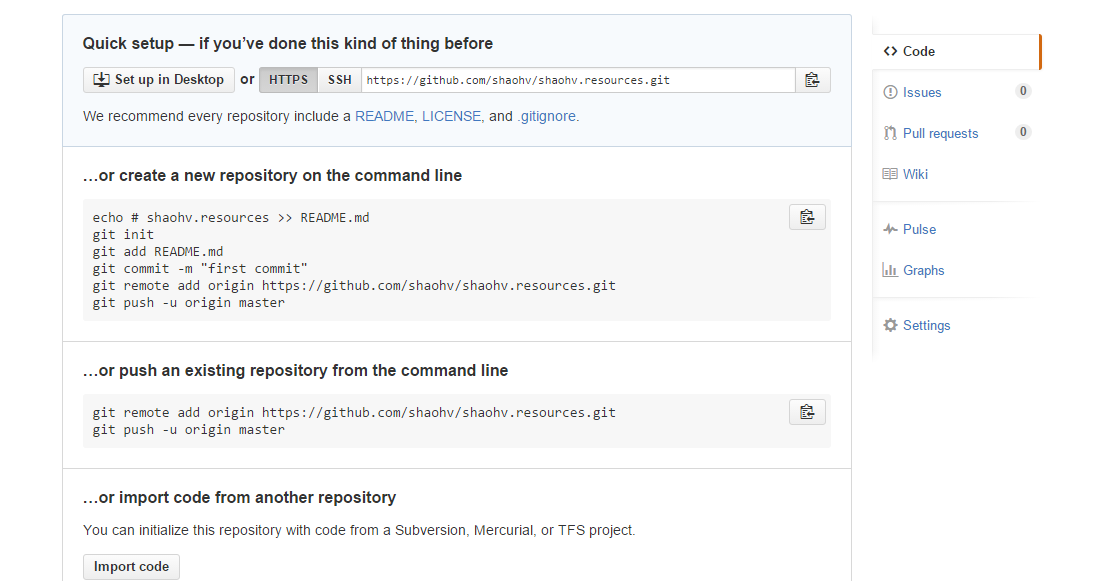 Quick setup — if you’ve done this kind of thing before
Set up in Desktop or HTTPS SSH https://github.com/shaohv/shaohv.resources.git
We recommend every repository include a README, LICENSE, and .gitignore.
…or create a new repository on the command line
echo # shaohv.resources >> README.md
git init
git add README.md
git commit -m "first commit"
git remote add origin https://github.com/shaohv/shaohv.resources.git
git push -u origin master
…or push an existing repository from the command line
git remote add origin https://github.com/shaohv/shaohv.resources.git
git push -u origin master
…or import code from another repository
You can initialize this repository with code from a Subversion, Mercurial, or TFS project.
Import code
Code
Issues 0
Pull requests 0
Wiki
Pulse
Graphs
Settings